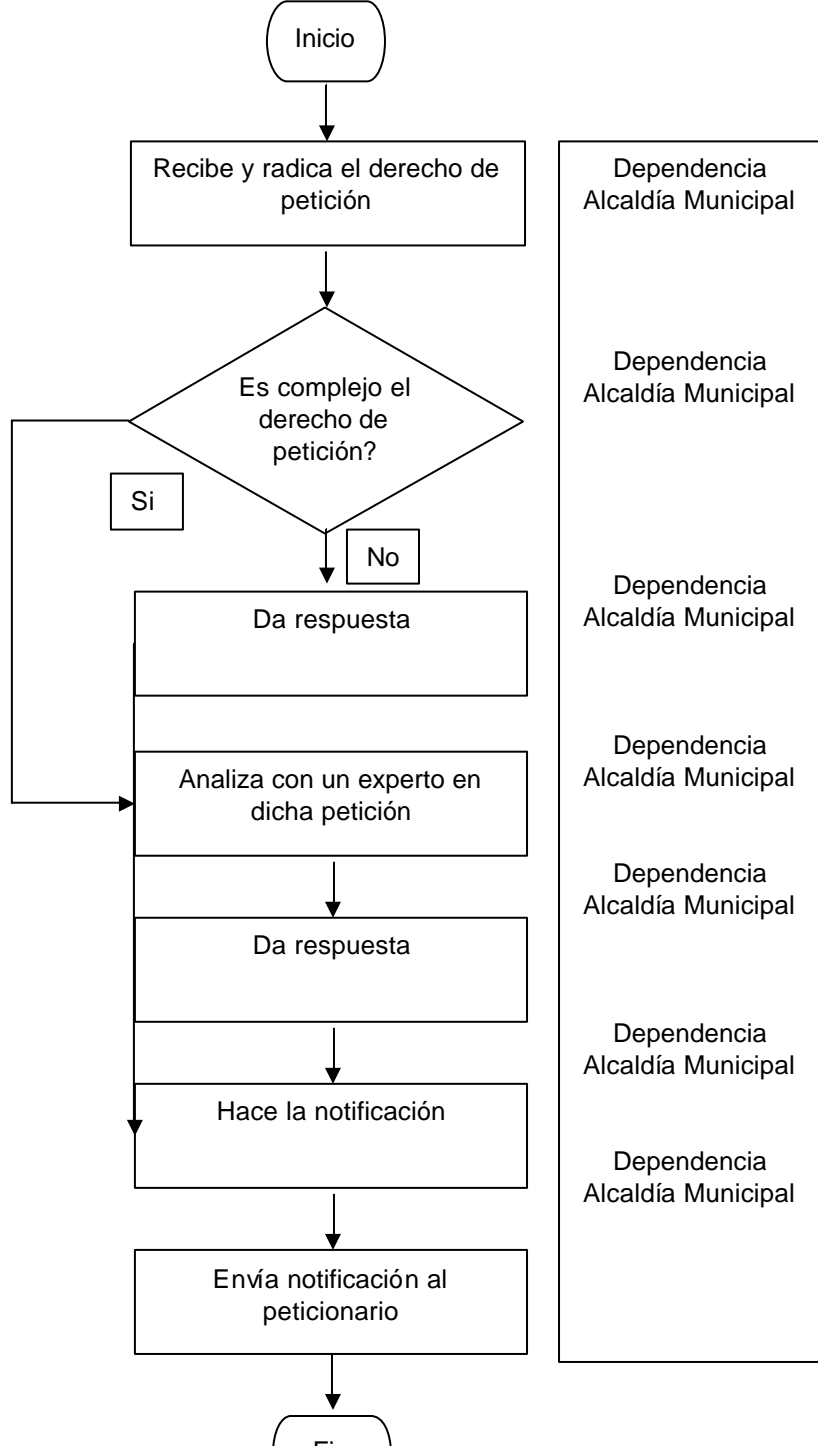 Inicio
Recibe y radica el derecho de
petición
Dependencia
Alcaldía Municipal
Es complejo el
derecho de
petición?
Dependencia
Alcaldía Municipal
Si
No
Da respuesta
Dependencia
Alcaldía Municipal
Analiza con un experto en
dicha petición
Dependencia
Alcaldía Municipal
Da respuesta
Dependencia
Alcaldía Municipal
Hace la notificación
Dependencia
Alcaldía Municipal
Envía notificación al
peticionario
Dependencia
Alcaldía Municipal